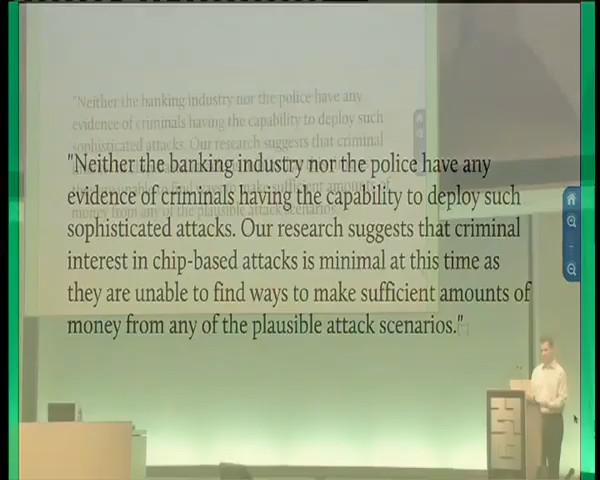 "Neither the banking industry nor the police have any
evidence of criminals having the capability to deploy such
sophisticated attacks. Our research suggests that criminal
interest in chip-based attacks is minimal at this time as
they are unable to find ways to make sufficient amounts of
money from any of the plausible attack scenarios."